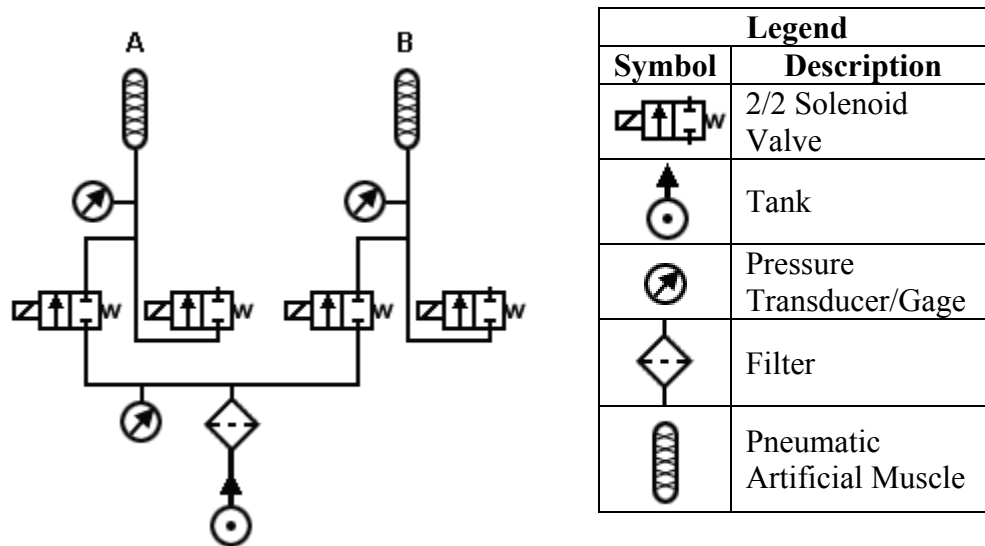 A
B
Legend
Symbol Description
2/2 Solenoid
Valve
Tank
Pressure
Transducer/Gage
Filter
Pneumatic
Artificial Muscle